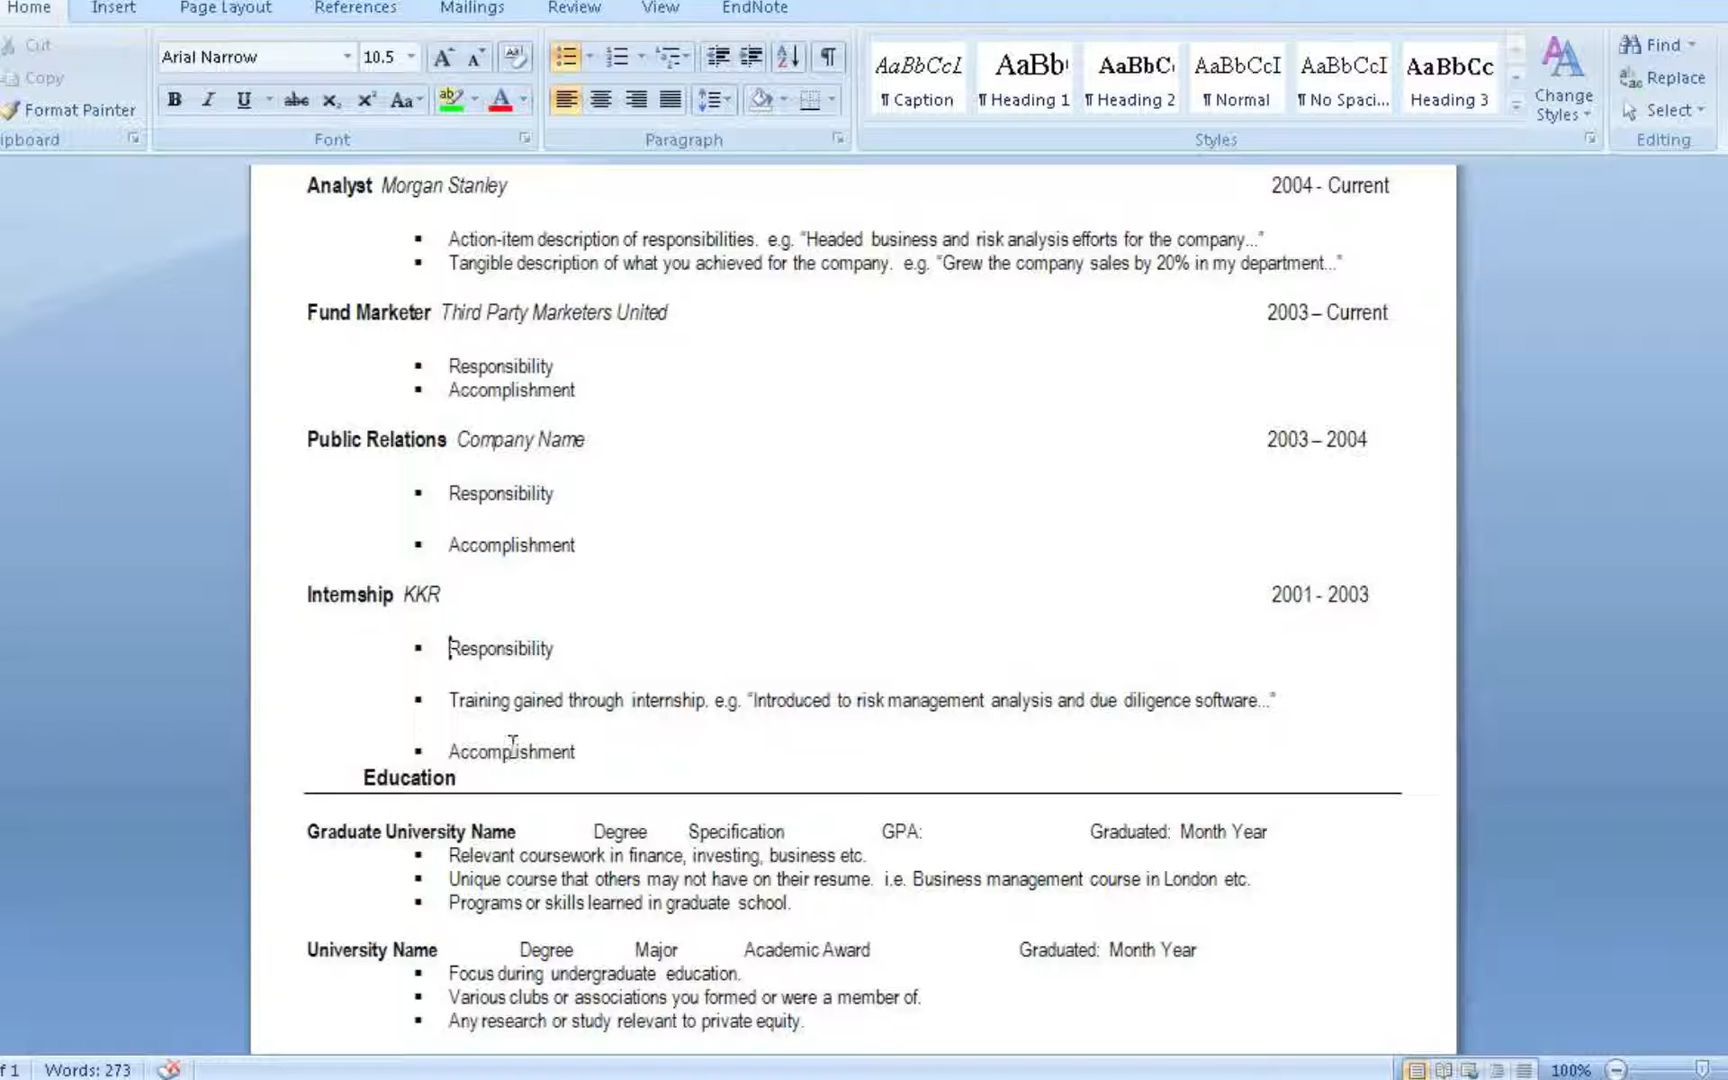 Home Insert Page Layout References Mailings Review View EndNote
Cut
Copy
Format Painter
ipboard
Arial Narrow 10.5
B I U abc x₂ x² Aa ab A
Font
Paragraph
AaBbCcI AaBb( AaBbC( AaBbCcI AaBbCcI AaBbCc
¶ Caption ¶ Heading 1 ¶ Heading 2 ¶ Normal ¶ No Spaci... Heading 3
Styles
Change
Styles
Find
Replace
Select
Editing
Analyst Morgan Stanley 2004 - Current
▪ Action-item description of responsibilities. e.g. “Headed business and risk analysis efforts for the company...”
▪ Tangible description of what you achieved for the company. e.g. “Grew the company sales by 20% in my department...”
Fund Marketer Third Party Marketers United 2003 – Current
▪ Responsibility
▪ Accomplishment
Public Relations Company Name 2003 – 2004
▪ Responsibility
▪ Accomplishment
Internship KKR 2001 - 2003
▪ Responsibility
▪ Training gained through internship. e.g. “Introduced to risk management analysis and due diligence software...”
▪ Accomplishment
Education
Graduate University Name Degree Specification GPA: Graduated: Month Year
▪ Relevant coursework in finance, investing, business etc.
▪ Unique course that others may not have on their resume. i.e. Business management course in London etc.
▪ Programs or skills learned in graduate school.
University Name Degree Major Academic Award Graduated: Month Year
▪ Focus during undergraduate education.
▪ Various clubs or associations you formed or were a member of.
▪ Any research or study relevant to private equity.
f 1 Words: 273 100%